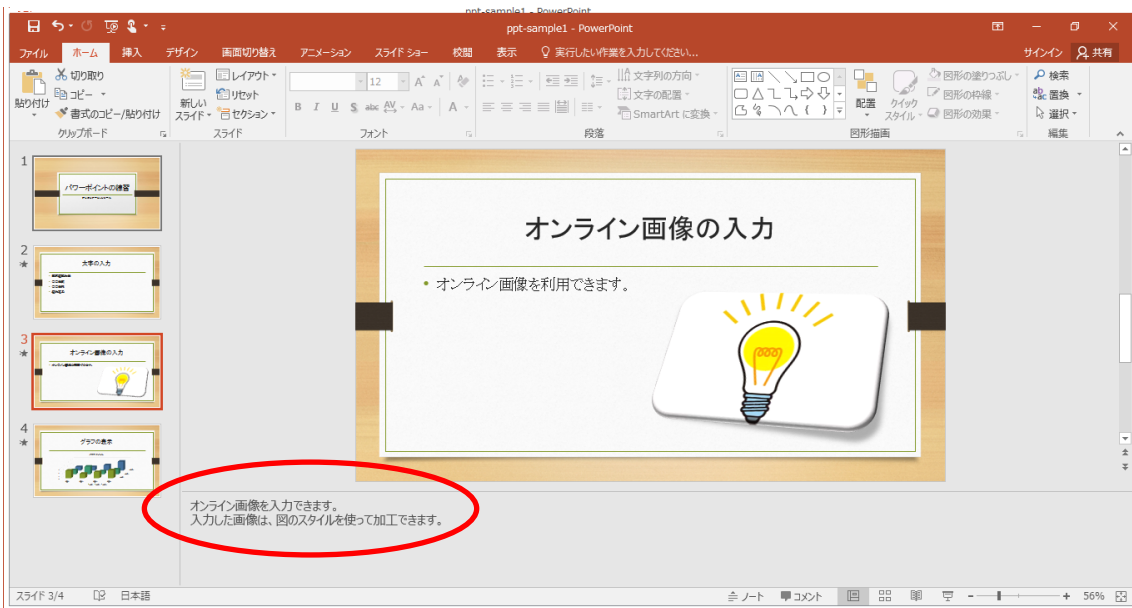 ppt-sample1 - PowerPoint
ファイル ホーム 挿入 デザイン 画面切り替え アニメーション スライド ショー 校閲 表示 実行したい作業を入力してください... サインイン 共有
貼り付け
切り取り
コピー
書式のコピー/貼り付け
クリップボード
新しい
スライド
レイアウト
リセット
セクション
スライド
12
A A
B I U S abc AV Aa A
フォント
文字列の方向
文字の配置
SmartArt に変換
段落
配置
クイック
スタイル
図形の塗りつぶし
図形の枠線
図形の効果
図形描画
検索
置換
選択
編集
1
パワーポイントの練習
2
文字の入力
3
オンライン画像の入力
4
グラフの表示
オンライン画像の入力
• オンライン画像を利用できます。
オンライン画像を入力できます。
入力した画像は、図のスタイルを使って加工できます。
スライド 3/4 日本語 ノート コメント 56%